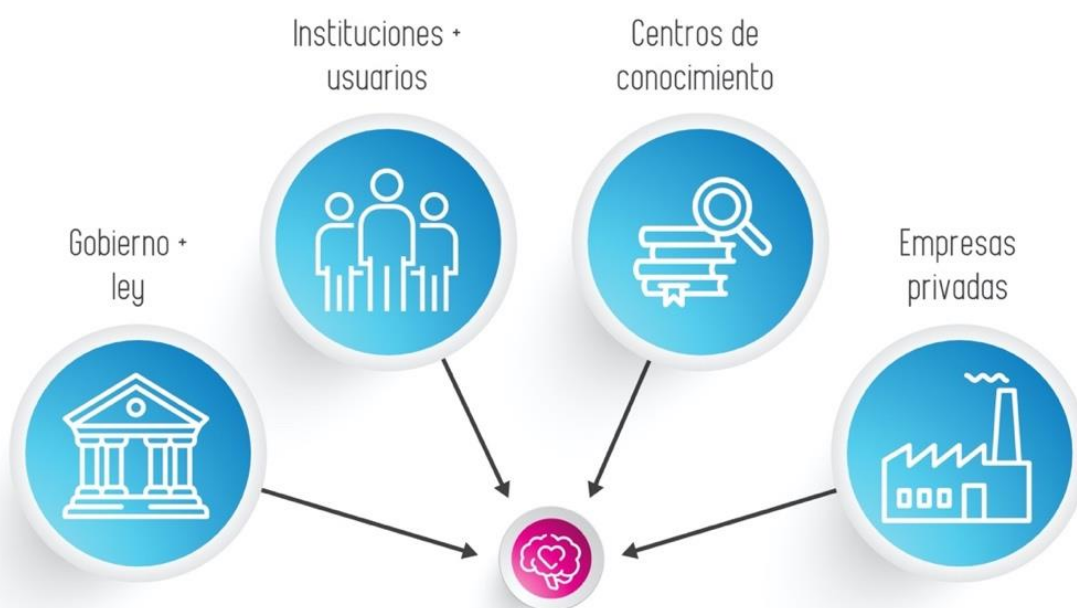 Instituciones +
usuarios
Centros de
conocimiento
Gobierno +
ley
Empresas
privadas